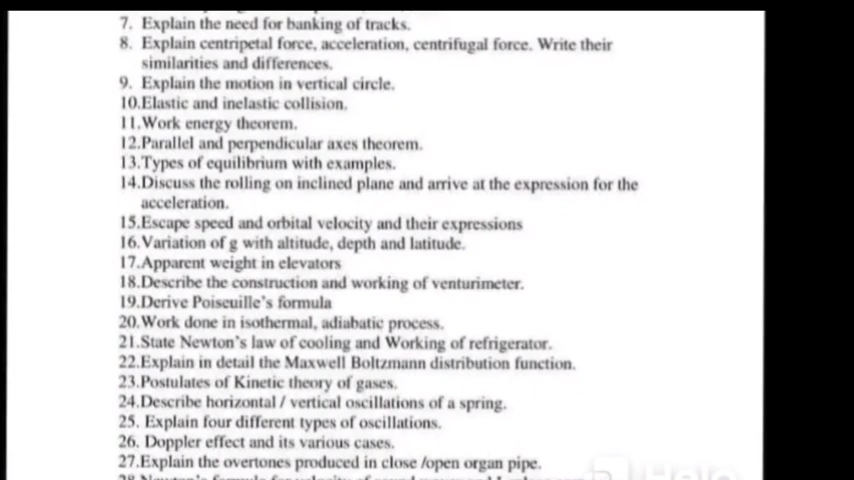 7. Explain the need for banking of tracks.
8. Explain centripetal force, acceleration, centrifugal force. Write their
similarities and differences.
9. Explain the motion in vertical circle.
10.Elastic and inelastic collision.
11.Work energy theorem.
12.Parallel and perpendicular axes theorem.
13.Types of equilibrium with examples.
14.Discuss the rolling on inclined plane and arrive at the expression for the
acceleration.
15.Escape speed and orbital velocity and their expressions
16.Variation of g with altitude, depth and latitude.
17.Apparent weight in elevators
18.Describe the construction and working of venturimeter.
19.Derive Poiseuille's formula
20.Work done in isothermal, adiabatic process.
21.State Newton's law of cooling and Working of refrigerator.
22.Explain in detail the Maxwell Boltzmann distribution function.
23.Postulates of Kinetic theory of gases.
24.Describe horizontal / vertical oscillations of a spring.
25. Explain four different types of oscillations.
26. Doppler effect and its various cases.
27.Explain the overtones produced in close /open organ pipe.